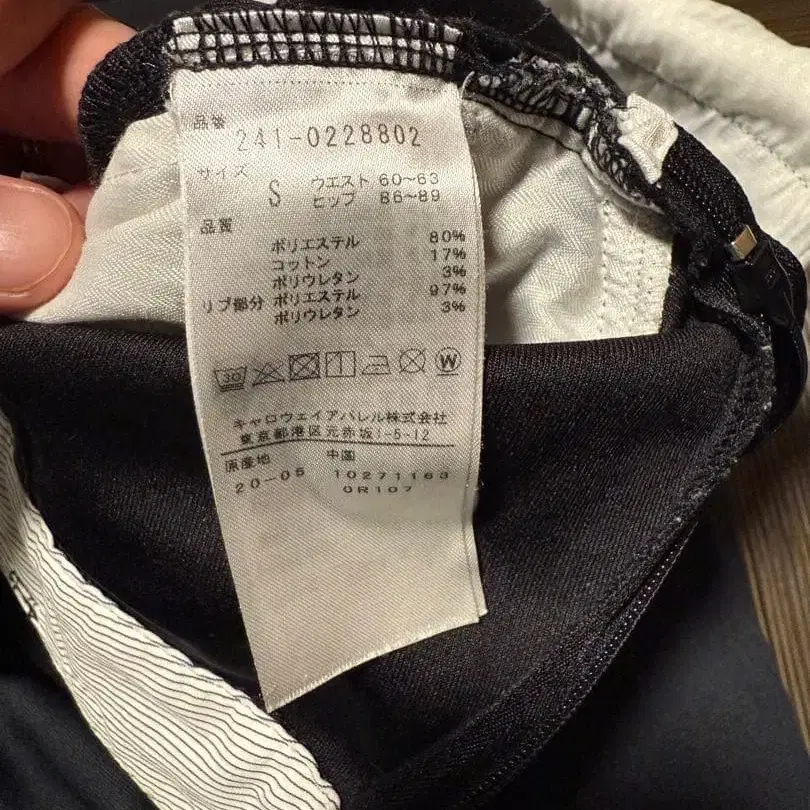 品番 241-0228802
サイズ S ウエスト 60~63
ヒップ 86~89
品質
ポリエステル 80%
コットン 17%
ポリウレタン 3%
リブ部分 ポリエステル 97%
ポリウレタン 3%
30 W
キャロウェイアパレル株式会社
東京都港区元赤坂1-5-12
原産地 中国
20-05 10271163
0R107